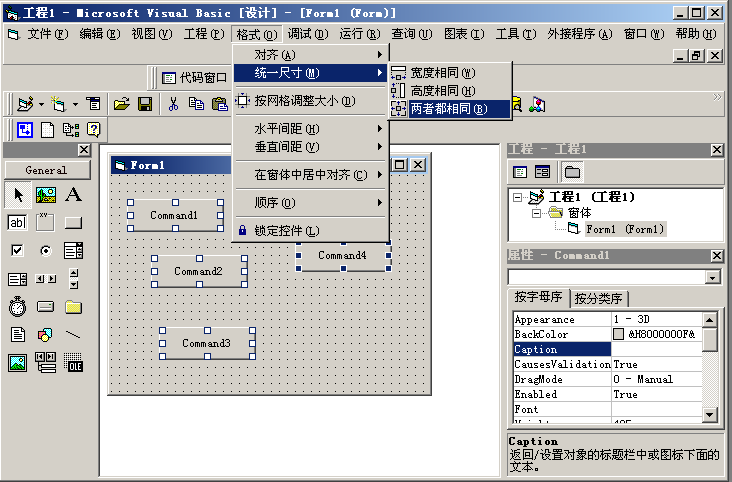 工程1 - Microsoft Visual Basic [设计] - [Form1 (Form)]
文件(F) 编辑(E) 视图(V) 工程(P) 格式(O) 调试(D) 运行(R) 查询(U) 图表(I) 工具(T) 外接程序(A) 窗口(W) 帮助(H)
代码窗口
对齐(A)
统一尺寸(M)
按网格调整大小(D)
水平间距(H)
垂直间距(V)
在窗体中居中对齐(C)
顺序(O)
锁定控件(L)
宽度相同(W)
高度相同(H)
两者都相同(B)
General
A
ab
xv
OLE
Form1
Command1
Command2
Command3
Command4
工程 - 工程1
工程1 (工程1)
窗体
Form1 (Form1)
属性 - Command1
按字母序 按分类序
Appearance 1 - 3D
BackColor &H8000000F&
Caption
CausesValidation True
DragMode 0 - Manual
Enabled True
Font
Caption
返回/设置对象的标题栏中或图标下面的
文本。